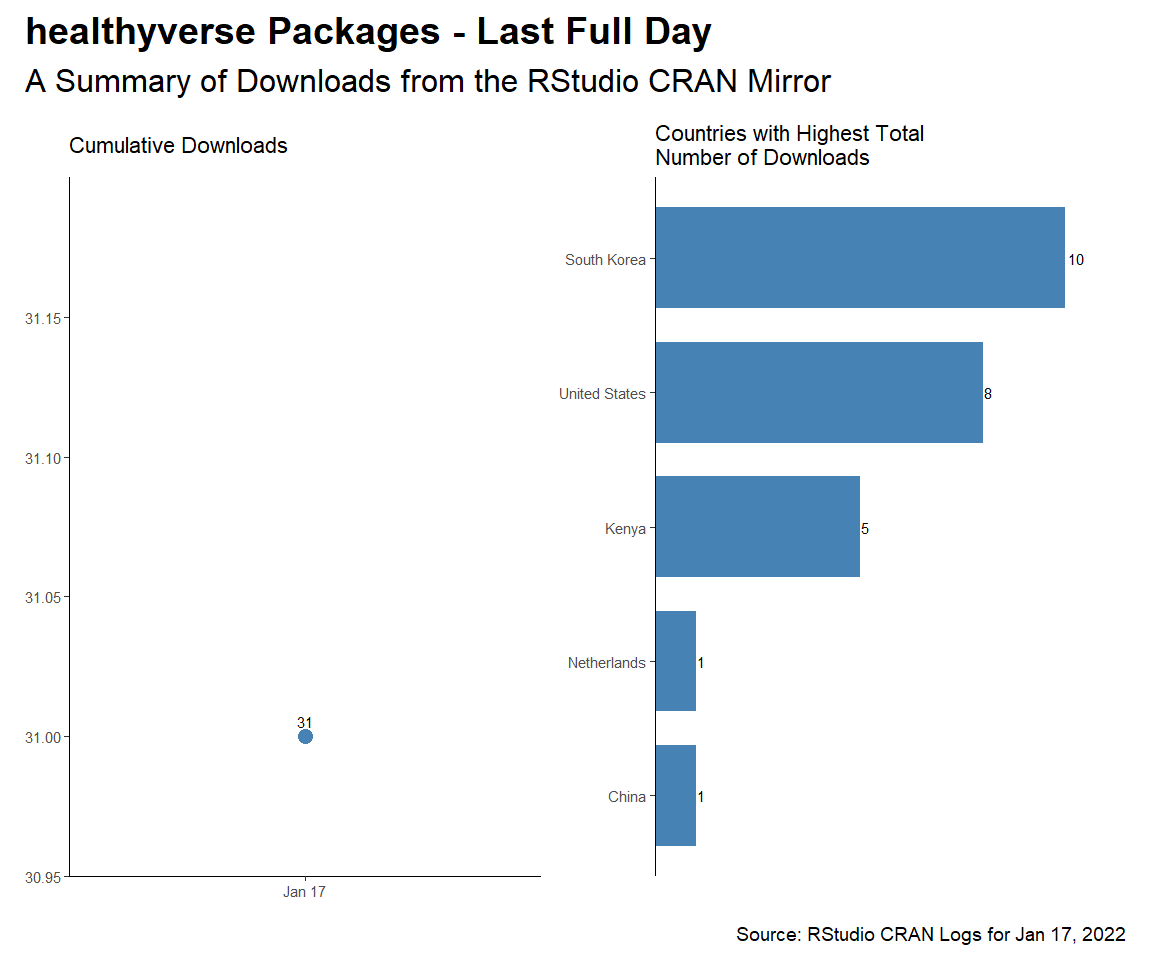 healthyverse Packages - Last Full Day
A Summary of Downloads from the RStudio CRAN Mirror
Cumulative Downloads
31.15
31.10
31.05
31.00
30.95
31
Jan 17
Countries with Highest Total
Number of Downloads
South Korea 10
United States 8
Kenya 5
Netherlands 1
China 1
Source: RStudio CRAN Logs for Jan 17, 2022